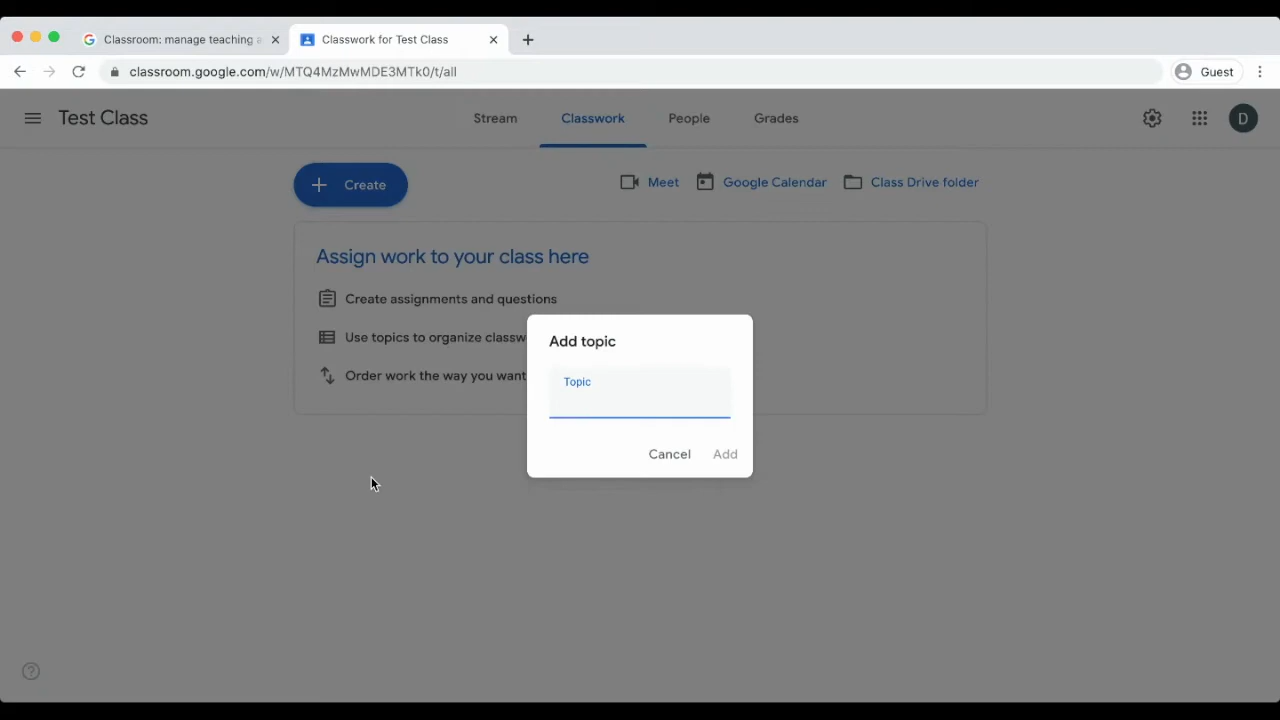 Classroom: manage teaching a
Classwork for Test Class
classroom.google.com/w/MTQ4MzMwMDE3MTk0/t/all
Guest
Test Class
Stream
Classwork
People
Grades
D
Create
Meet
Google Calendar
Class Drive folder
Assign work to your class here
Create assignments and questions
Use topics to organize classw
Order work the way you want
Add topic
Topic
Cancel
Add